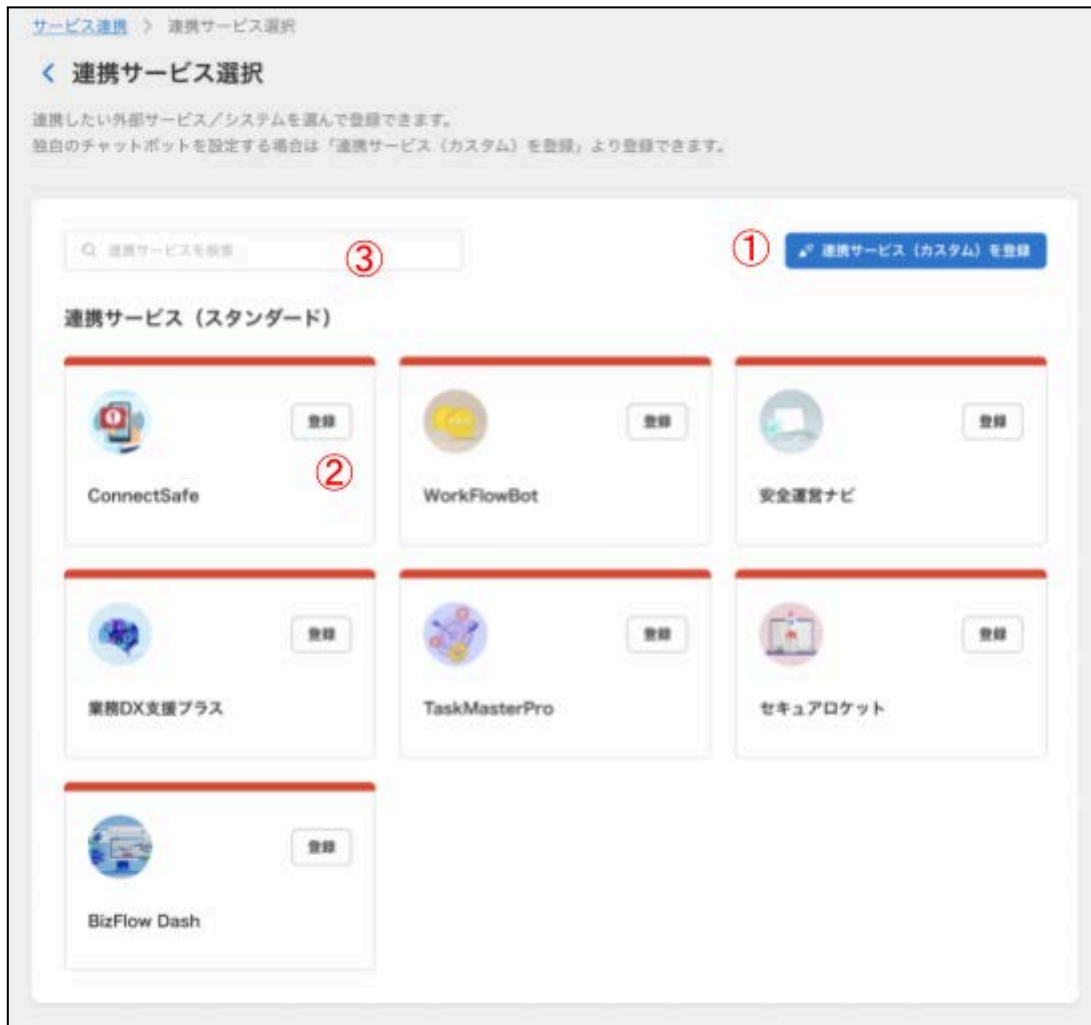 サービス連携 > 連携サービス選択
< 連携サービス選択
連携したい外部サービス／システムを選んで登録できます。
独自のチャットボットを設定する場合は「連携サービス（カスタム）を登録」より登録できます。
連携サービスを検索 ③ ① 連携サービス（カスタム）を登録
連携サービス（スタンダード）
登録 登録 登録
②
ConnectSafe WorkFlowBot 安全運営ナビ
登録 登録 登録
業務DX支援プラス TaskMasterPro セキュアロケット
登録
BizFlow Dash